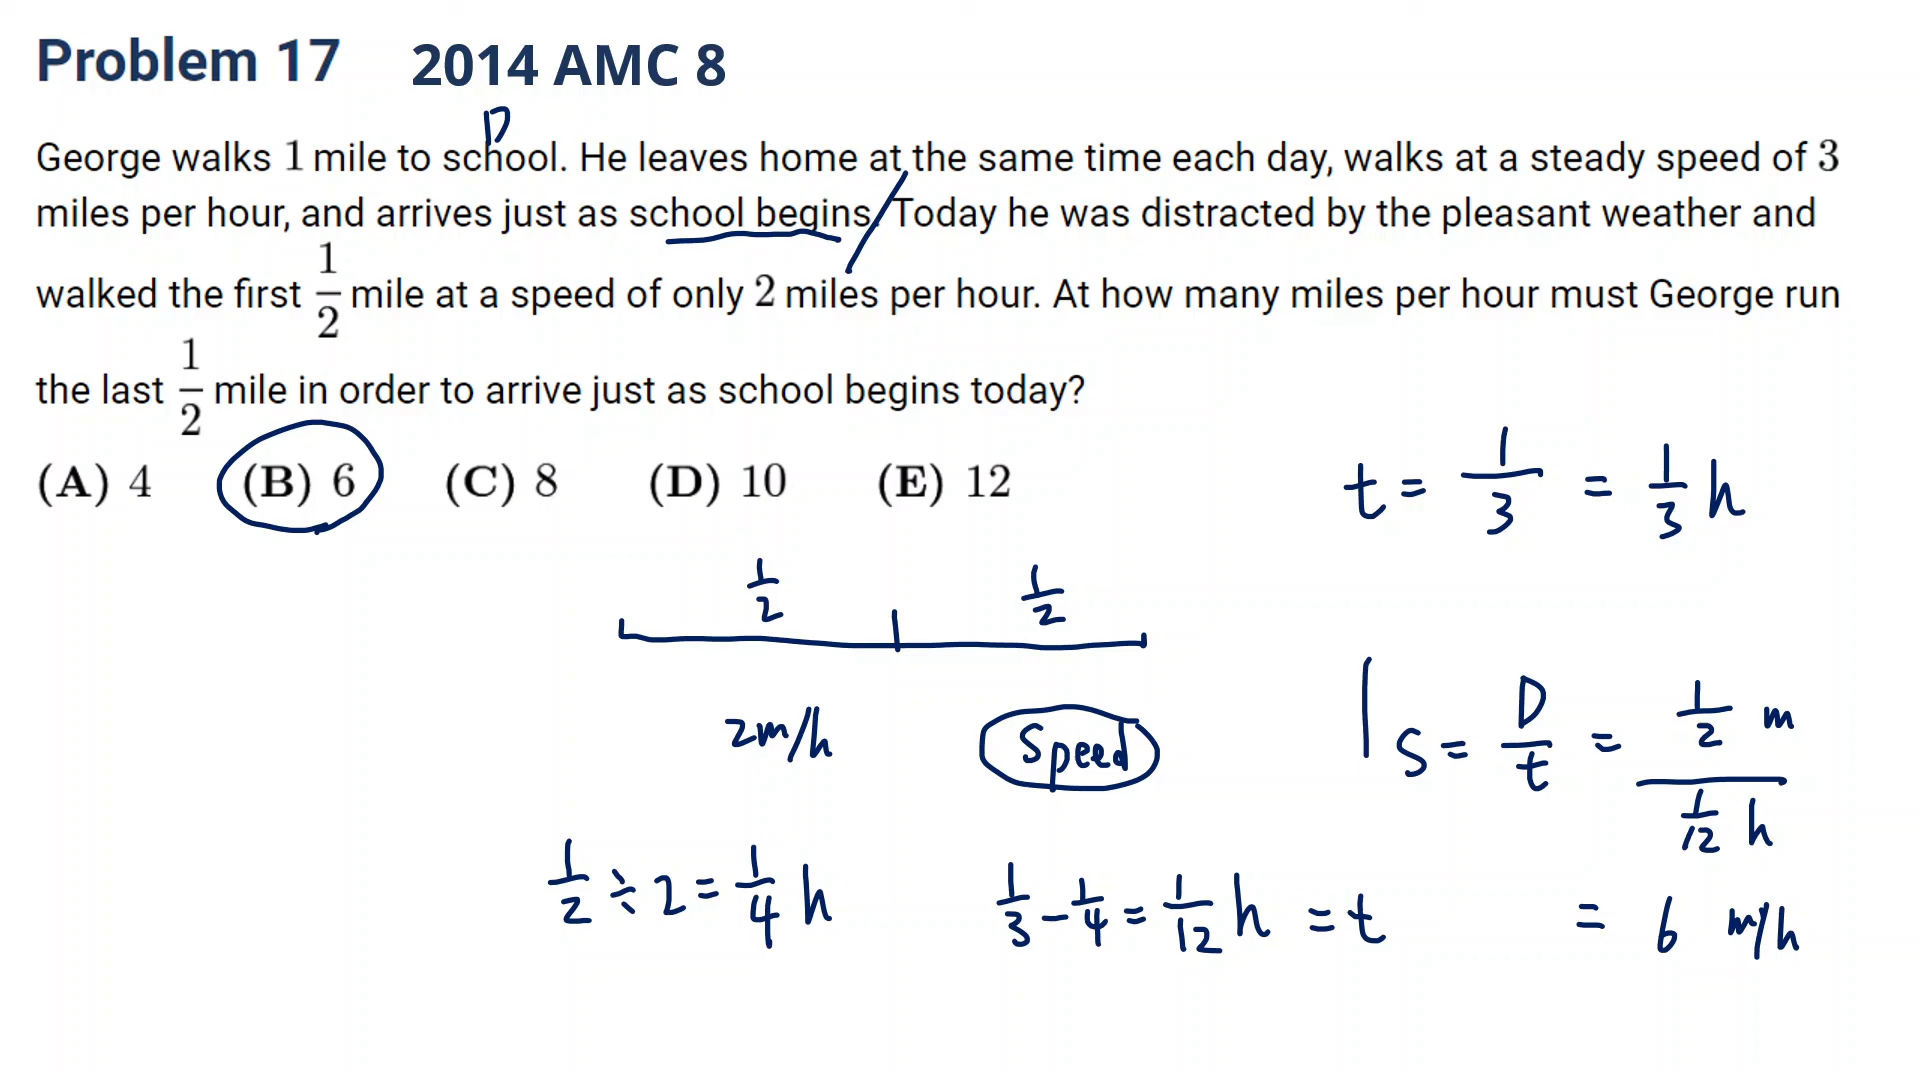 Problem 17 2014 AMC 8
D
George walks 1 mile to school. He leaves home at the same time each day, walks at a steady speed of 3
miles per hour, and arrives just as school begins. Today he was distracted by the pleasant weather and
walked the first 1/2 mile at a speed of only 2 miles per hour. At how many miles per hour must George run
the last 1/2 mile in order to arrive just as school begins today?
(A) 4 (B) 6 (C) 8 (D) 10 (E) 12
t = 1/3 = 1/3 h
1/2 1/2
2m/h Speed
S = D/t = 1/2 m / 1/12 h
1/2 ÷ 2 = 1/4 h 1/3 - 1/4 = 1/12 h = t
= 6 m/h